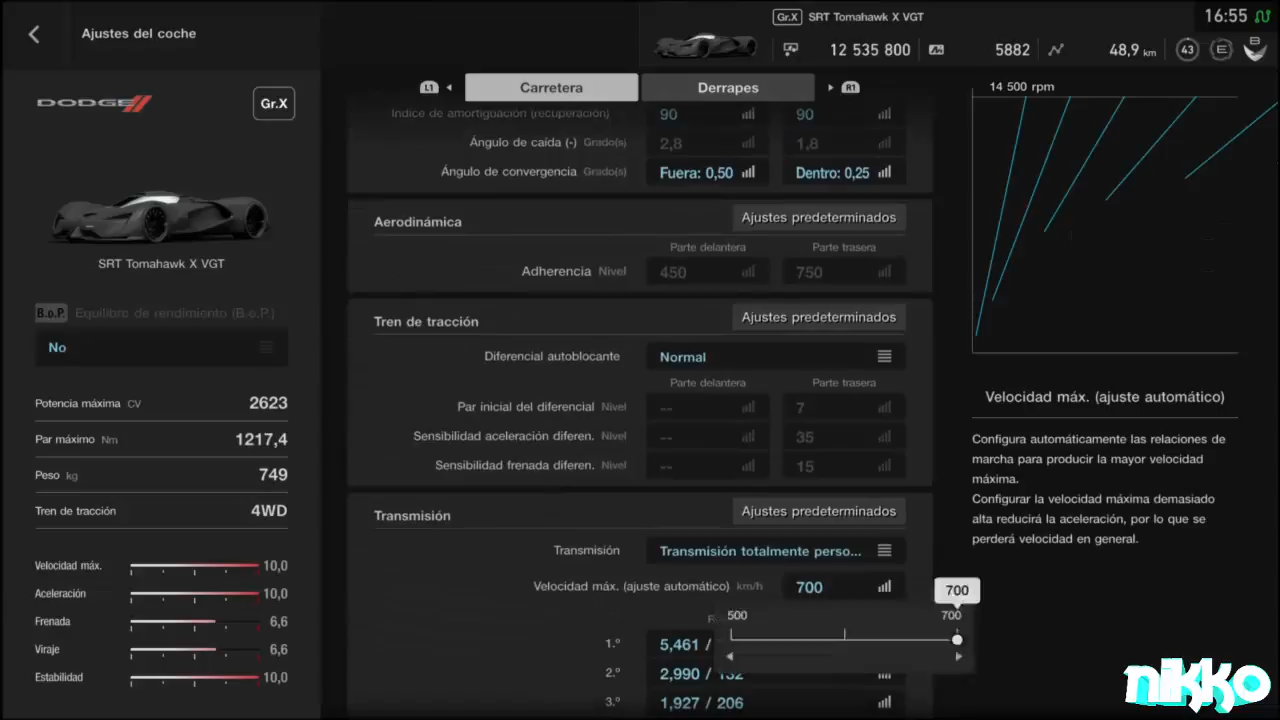 Ajustes del coche
Gr.X SRT Tomahawk X VGT
12 535 800
5882
48,9 km
43
E
B
16:55
DODGE
Gr.X
SRT Tomahawk X VGT
B.o.P. Equilibro de rendimiento (B.o.P.)
No
Potencia máxima CV 2623
Par máximo Nm 1217,4
Peso kg 749
Tren de tracción 4WD
Velocidad máx. 10,0
Aceleración 10,0
Frenada 6,6
Viraje 6,6
Estabilidad 10,0
L1 Carretera Derrapes R1
Indice de amortiguación (recuperación) 90 90
Ángulo de caída (-) Grado(s) 2,8 1,8
Ángulo de convergencia Grado(s) Fuera: 0,50 Dentro: 0,25
Aerodinámica Ajustes predeterminados
Parte delantera Parte trasera
Adherencia Nivel 450 750
Tren de tracción Ajustes predeterminados
Diferencial autoblocante Normal
Parte delantera Parte trasera
Par inicial del diferencial Nivel -- 7
Sensibilidad aceleración diferen. Nivel -- 35
Sensibilidad frenada diferen. Nivel -- 15
Transmisión Ajustes predeterminados
Transmisión Transmisión totalmente perso...
Velocidad máx. (ajuste automático) km/h 700
700
500 700
1.º 5,461 /
2.º 2,990 / 132
3.º 1,927 / 206
14 500 rpm
Velocidad máx. (ajuste automático)
Configura automáticamente las relaciones de
marcha para producir la mayor velocidad
máxima.
Configurar la velocidad máxima demasiado
alta reducirá la aceleración, por lo que se
perderá velocidad en general.
nikko